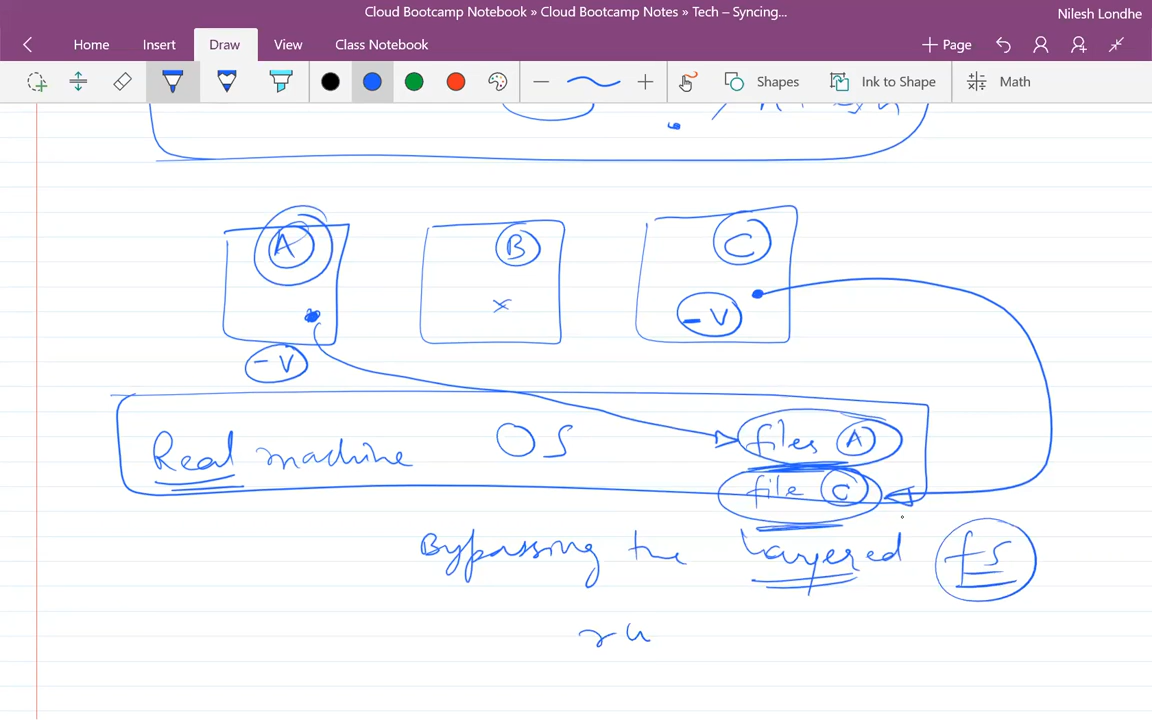 Cloud Bootcamp Notebook » Cloud Bootcamp Notes » Tech – Syncing...
Nilesh Londhe
Home Insert Draw View Class Notebook
Page
Shapes Ink to Shape Math
A B C
x
- V
- V
Real machine OS files A
file C
Bypassing the Layered fs